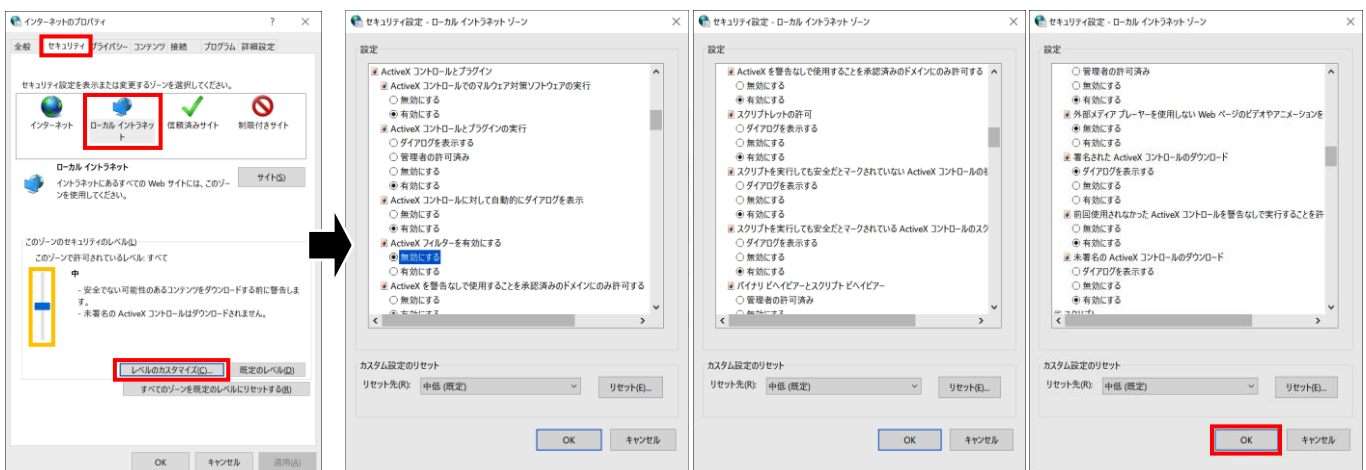 インターネットのプロパティ
?
×
全般 セキュリティ プライバシー コンテンツ 接続 プログラム 詳細設定
セキュリティ設定を表示または変更するゾーンを選択してください。
インターネット
ローカル イントラネッ
ト
信頼済みサイト
制限付きサイト
ローカル イントラネット
イントラネットにあるすべての Web サイトには、このゾー
ンを使用してください。
サイト(S)
このゾーンのセキュリティのレベル(L)
このゾーンで許可されているレベル: すべて
中
- 安全でない可能性のあるコンテンツをダウンロードする前に警告しま
す。
- 未署名の ActiveX コントロールはダウンロードされません。
レベルのカスタマイズ(C)...
既定のレベル(D)
すべてのゾーンを既定のレベルにリセットする(R)
OK
キャンセル
適用(A)
セキュリティ設定 - ローカル イントラネット ゾーン
×
設定
ActiveX コントロールとプラグイン
ActiveX コントロールでのマルウェア対策ソフトウェアの実行
無効にする
有効にする
ActiveX コントロールとプラグインの実行
ダイアログを表示する
管理者の許可済み
無効にする
有効にする
ActiveX コントロールに対して自動的にダイアログを表示
無効にする
有効にする
ActiveX フィルターを有効にする
無効にする
有効にする
ActiveX を警告なしで使用することを承認済みのドメインにのみ許可する
無効にする
有効にする
カスタム設定のリセット
リセット先(R): 中低 (既定)
リセット(E)...
OK
キャンセル
セキュリティ設定 - ローカル イントラネット ゾーン
×
設定
ActiveX を警告なしで使用することを承認済みのドメインにのみ許可する
無効にする
有効にする
スクリプトレットの許可
ダイアログを表示する
無効にする
有効にする
スクリプトを実行しても安全だとマークされていない ActiveX コントロールの
ダイアログを表示する
無効にする
有効にする
スクリプトを実行しても安全だとマークされている ActiveX コントロールのスク
ダイアログを表示する
無効にする
有効にする
バイナリ ビヘイビアーとスクリプト ビヘイビアー
管理者の許可済み
無効にする
カスタム設定のリセット
リセット先(R): 中低 (既定)
リセット(E)...
OK
キャンセル
セキュリティ設定 - ローカル イントラネット ゾーン
×
設定
管理者の許可済み
無効にする
有効にする
外部メディア プレーヤーを使用しない Web ページのビデオやアニメーションを
無効にする
有効にする
署名された ActiveX コントロールのダウンロード
ダイアログを表示する
無効にする
有効にする
前回使用されなかった ActiveX コントロールを警告なしで実行することを許
無効にする
有効にする
未署名の ActiveX コントロールのダウンロード
ダイアログを表示する
無効にする
有効にする
スクリプト
カスタム設定のリセット
リセット先(R): 中低 (既定)
リセット(E)...
OK
キャンセル